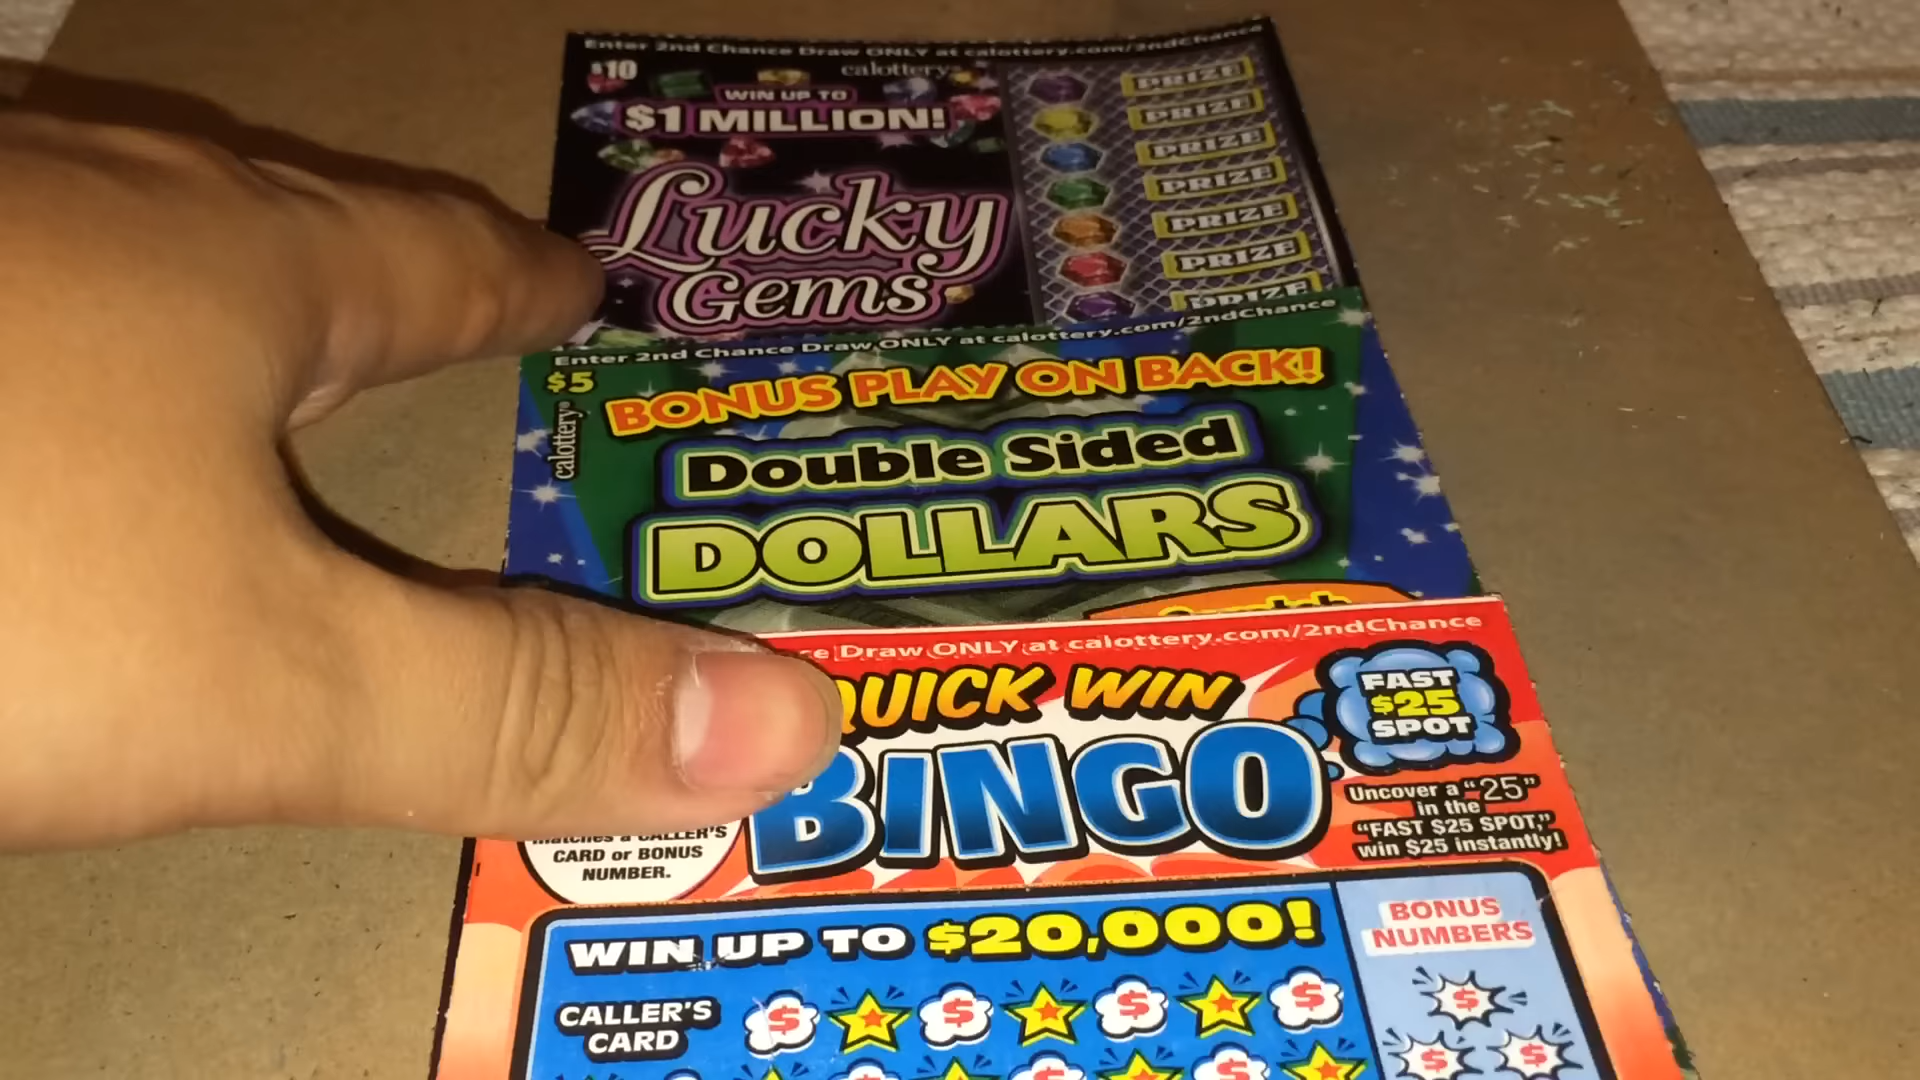 Enter 2nd Chance Draw ONLY at calottery.com/2ndChance
$10
calottery
WIN UP TO
$1 MILLION!
Lucky
Gems
PRIZE
PRIZE
PRIZE
PRIZE
PRIZE
PRIZE
PRIZE
Enter 2nd Chance Draw ONLY at calottery.com/2ndChance
$5
calottery
BONUS PLAY ON BACK!
Double Sided
DOLLARS
Draw ONLY at calottery.com/2ndChance
QUICK WIN
BINGO
FAST
$25
SPOT
Uncover a "25"
in the
"FAST $25 SPOT,"
win $25 instantly!
matches a CALLER'S
CARD or BONUS
NUMBER.
WIN UP TO $20,000!
BONUS
NUMBERS
CALLER'S
CARD
$ $ $ $
$
$ $
$ $